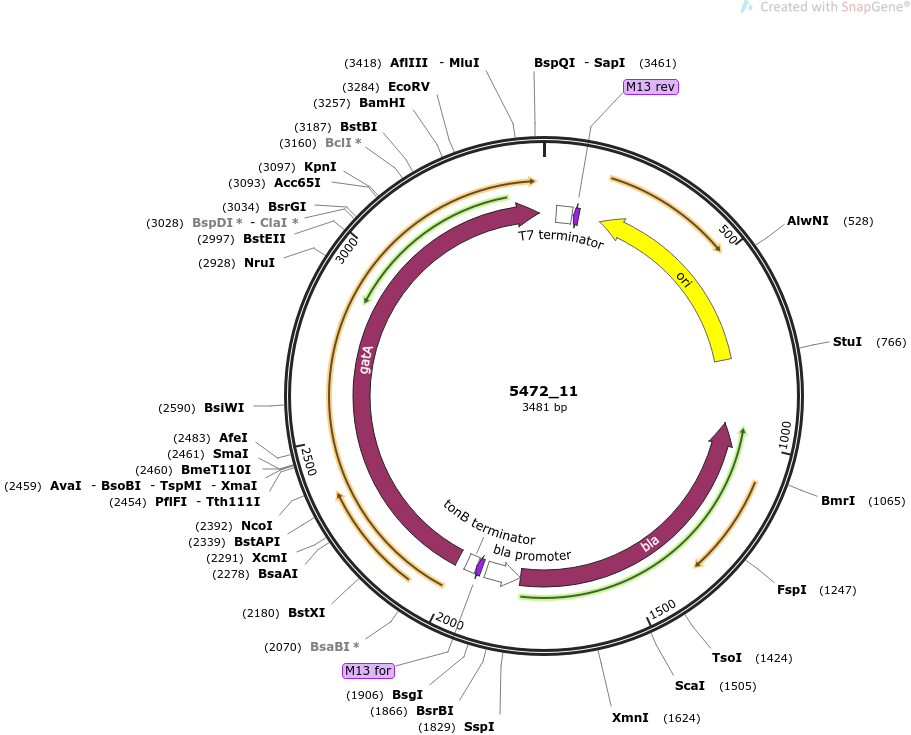 Created with SnapGene®
(3418) AflIII - MluI
BspQI - SapI (3461)
(3284) EcoRV
M13 rev
(3257) BamHI
(3187) BstBI
(3160) BclI *
(3097) KpnI
(3093) Acc65I
(3034) BsrGI
(3028) BspDI * - ClaI *
(2997) BstEII
(2928) NruI
AlwNI (528)
T7 terminator
500
3000
ori
StuI (766)
gatA
5472_11
3481 bp
(2590) BsiWI
(2483) AfeI
(2461) SmaI
(2460) BmeT110I
(2459) AvaI - BsoBI - TspMI - XmaI
(2454) PflFI - Tth111I
2500
1000
BmrI (1065)
(2392) NcoI
(2339) BstAPI
(2291) XcmI
(2278) BsaAI
tonB terminator
bla promoter
bla
FspI (1247)
(2180) BstXI
2000
1500
(2070) BsaBI *
TsoI (1424)
M13 for
ScaI (1505)
(1906) BsgI
(1866) BsrBI
XmnI (1624)
(1829) SspI